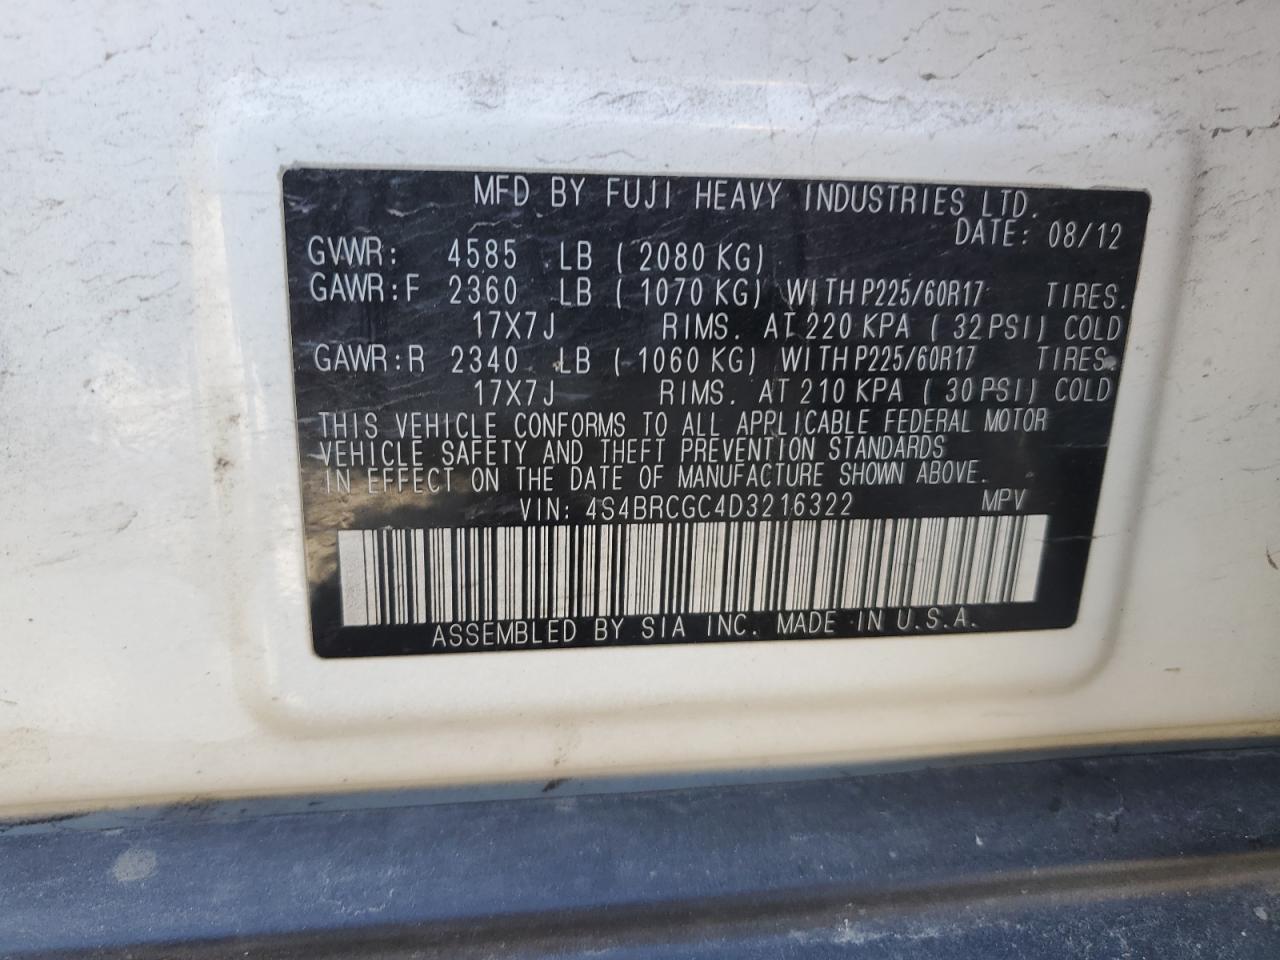 MFD BY FUJI HEAVY INDUSTRIES LTD.
DATE: 08/12
GVWR: 4585 LB (2080 KG)
GAWR:F 2360 LB (1070 KG) WITH P225/60R17 TIRES.
17X7J RIMS. AT 220 KPA (32 PSI) COLD
GAWR:R 2340 LB (1060 KG) WITH P225/60R17 TIRES.
17X7J RIMS. AT 210 KPA (30 PSI) COLD
THIS VEHICLE CONFORMS TO ALL APPLICABLE FEDERAL MOTOR
VEHICLE SAFETY AND THEFT PREVENTION STANDARDS
IN EFFECT ON THE DATE OF MANUFACTURE SHOWN ABOVE.
VIN: 4S4BRCGC4D3216322 MPV
ASSEMBLED BY SIA INC. MADE IN U.S.A.